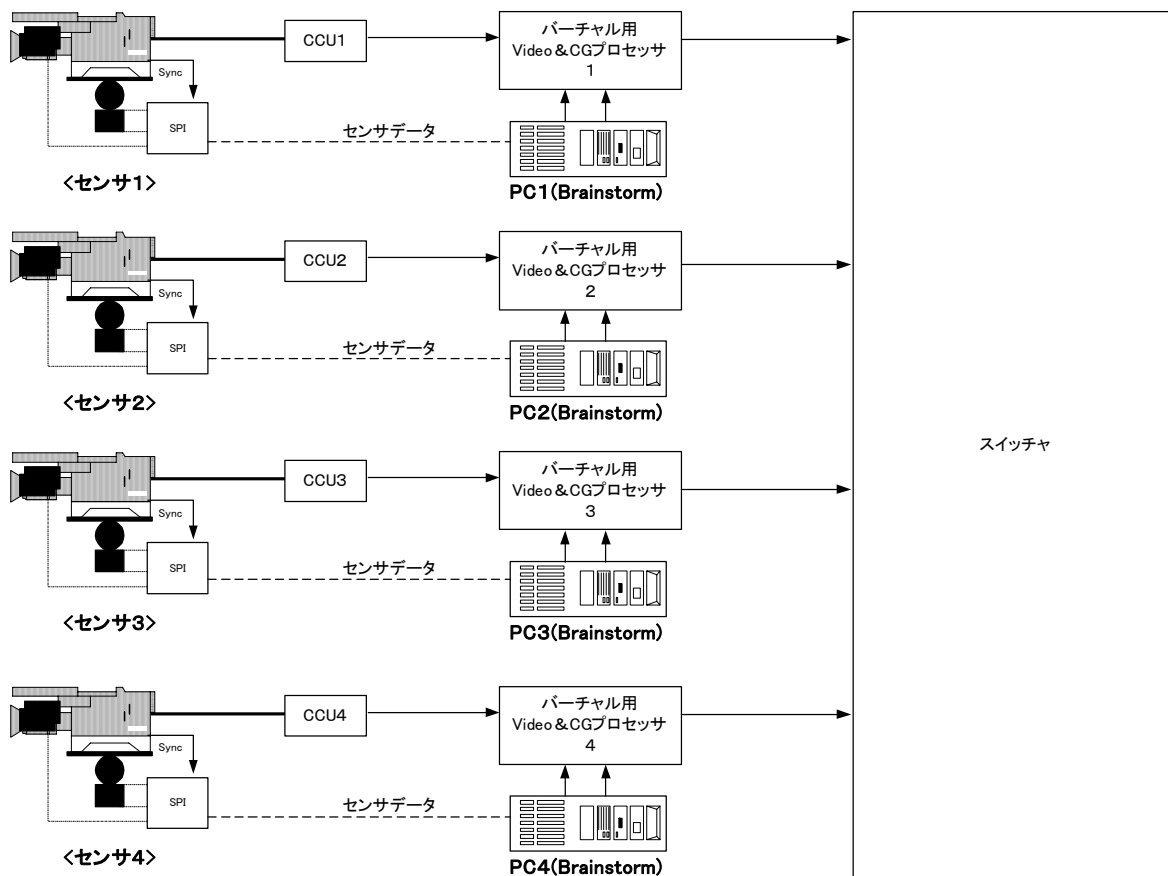 CCU1
バーチャル用
Video&CGプロセッサ
1
Sync
SPI
センサデータ
<センサ1>
PC1(Brainstorm)
CCU2
バーチャル用
Video&CGプロセッサ
2
Sync
SPI
センサデータ
<センサ2>
PC2(Brainstorm)
スイッチャ
CCU3
バーチャル用
Video&CGプロセッサ
3
Sync
SPI
センサデータ
<センサ3>
PC3(Brainstorm)
CCU4
バーチャル用
Video&CGプロセッサ
4
Sync
SPI
センサデータ
<センサ4>
PC4(Brainstorm)